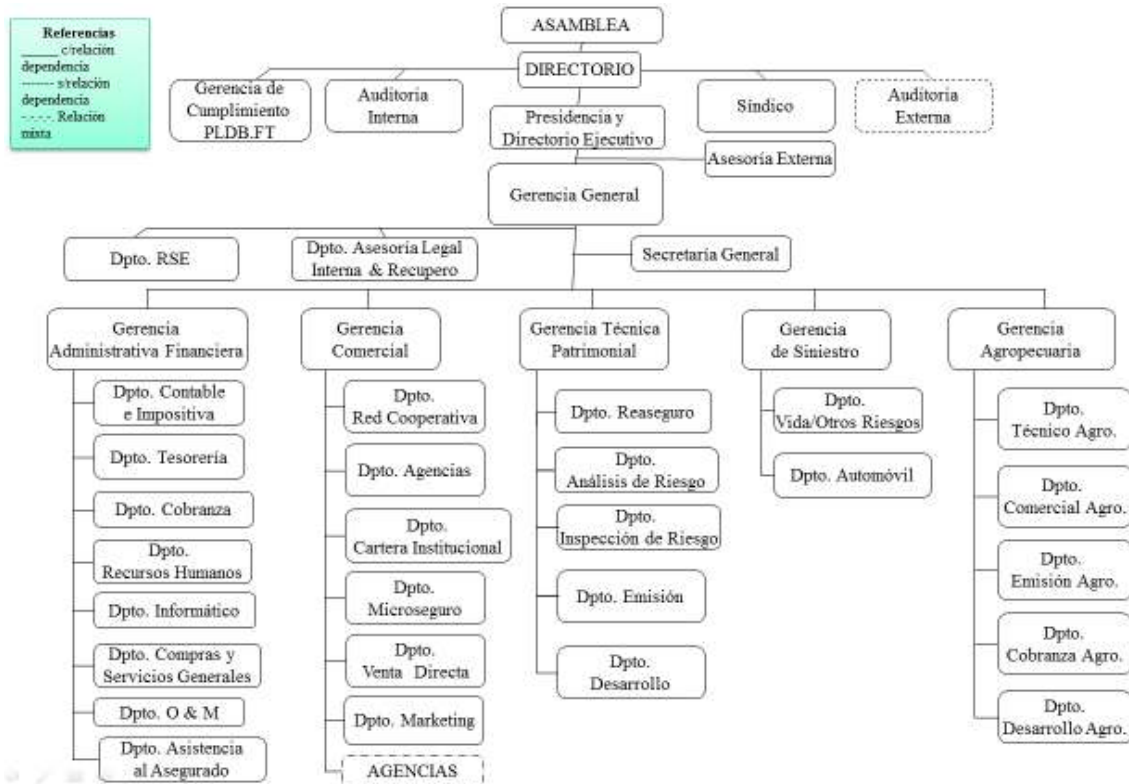 Referencias
______ c/relación
dependencia
-------- s/relación
dependencia
-.-.-.-. Relación
mixta
ASAMBLEA
DIRECTORIO
Gerencia de
Cumplimiento
PLDB.FT
Auditoria
Interna
Presidencia y
Directorio Ejecutivo
Síndico
Auditoria
Externa
Asesoría Externa
Gerencia General
Dpto. RSE
Dpto. Asesoría Legal
Interna & Recupero
Secretaría General
Gerencia
Administrativa Financiera
Dpto. Contable
e Impositiva
Dpto. Tesorería
Dpto. Cobranza
Dpto.
Recursos Humanos
Dpto. Informático
Dpto. Compras y
Servicios Generales
Dpto. O & M
Dpto. Asistencia
al Asegurado
Gerencia
Comercial
Dpto.
Red Cooperativa
Dpto. Agencias
Dpto.
Cartera Institucional
Dpto.
Microseguro
Dpto.
Venta Directa
Dpto. Marketing
AGENCIAS
Gerencia Técnica
Patrimonial
Dpto. Reaseguro
Dpto.
Análisis de Riesgo
Dpto.
Inspección de Riesgo
Dpto. Emisión
Dpto.
Desarrollo
Gerencia
de Siniestro
Dpto.
Vida/Otros Riesgos
Dpto. Automóvil
Gerencia
Agropecuaria
Dpto.
Técnico Agro.
Dpto.
Comercial Agro.
Dpto.
Emisión Agro.
Dpto.
Cobranza Agro.
Dpto.
Desarrollo Agro.